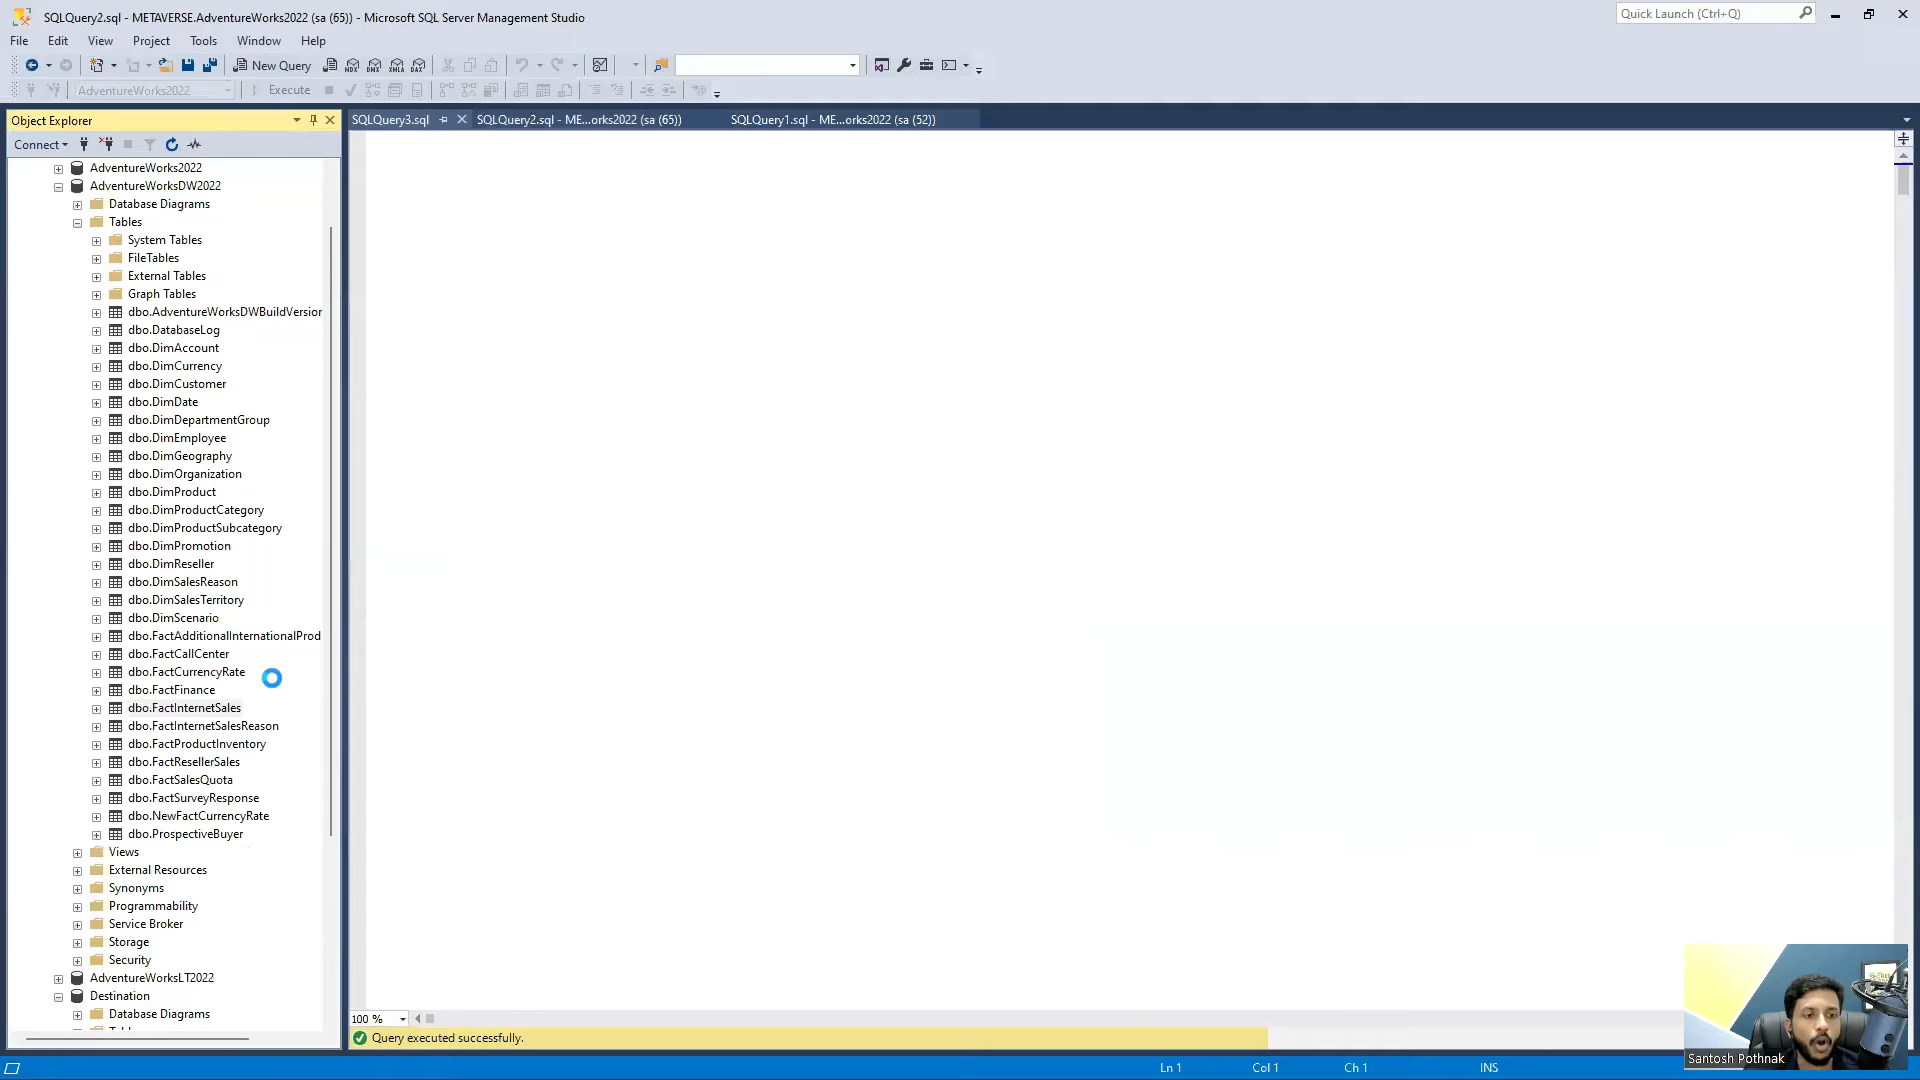 SQLQuery2.sql - METAVERSE.AdventureWorks2022 (sa (65)) - Microsoft SQL Server Management Studio
Quick Launch (Ctrl+Q)
File Edit View Project Tools Window Help
New Query
AdventureWorks2022 Execute
Object Explorer
SQLQuery3.sql SQLQuery2.sql - ME...orks2022 (sa (65)) SQLQuery1.sql - ME...orks2022 (sa (52))
Connect
AdventureWorks2022
AdventureWorksDW2022
Database Diagrams
Tables
System Tables
FileTables
External Tables
Graph Tables
dbo.AdventureWorksDWBuildVersion
dbo.DatabaseLog
dbo.DimAccount
dbo.DimCurrency
dbo.DimCustomer
dbo.DimDate
dbo.DimDepartmentGroup
dbo.DimEmployee
dbo.DimGeography
dbo.DimOrganization
dbo.DimProduct
dbo.DimProductCategory
dbo.DimProductSubcategory
dbo.DimPromotion
dbo.DimReseller
dbo.DimSalesReason
dbo.DimSalesTerritory
dbo.DimScenario
dbo.FactAdditionalInternationalProd
dbo.FactCallCenter
dbo.FactCurrencyRate
dbo.FactFinance
dbo.FactInternetSales
dbo.FactInternetSalesReason
dbo.FactProductInventory
dbo.FactResellerSales
dbo.FactSalesQuota
dbo.FactSurveyResponse
dbo.NewFactCurrencyRate
dbo.ProspectiveBuyer
Views
External Resources
Synonyms
Programmability
Service Broker
Storage
Security
AdventureWorksLT2022
Destination
Database Diagrams
100 %
Query executed successfully.
Santosh Pothnak
Ln 1 Col 1 Ch 1 INS